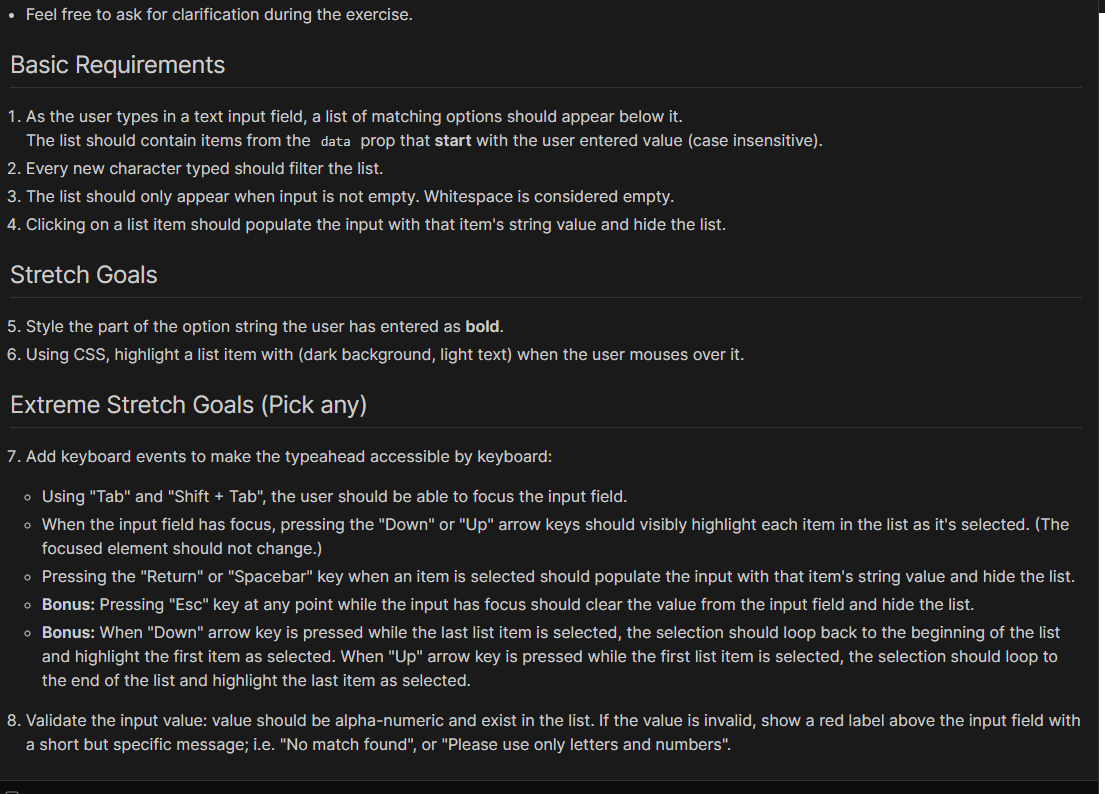 • Feel free to ask for clarification during the exercise.
Basic Requirements
1. As the user types in a text input field, a list of matching options should appear below it.
The list should contain items from the data prop that start with the user entered value (case insensitive).
2. Every new character typed should filter the list.
3. The list should only appear when input is not empty. Whitespace is considered empty.
4. Clicking on a list item should populate the input with that item's string value and hide the list.
Stretch Goals
5. Style the part of the option string the user has entered as bold.
6. Using CSS, highlight a list item with (dark background, light text) when the user mouses over it.
Extreme Stretch Goals (Pick any)
7. Add keyboard events to make the typeahead accessible by keyboard:
◦ Using "Tab" and "Shift + Tab", the user should be able to focus the input field.
◦ When the input field has focus, pressing the "Down" or "Up" arrow keys should visibly highlight each item in the list as it's selected. (The
focused element should not change.)
◦ Pressing the "Return" or "Spacebar" key when an item is selected should populate the input with that item's string value and hide the list.
◦ Bonus: Pressing "Esc" key at any point while the input has focus should clear the value from the input field and hide the list.
◦ Bonus: When "Down" arrow key is pressed while the last list item is selected, the selection should loop back to the beginning of the list
and highlight the first item as selected. When "Up" arrow key is pressed while the first list item is selected, the selection should loop to
the end of the list and highlight the last item as selected.
8. Validate the input value: value should be alpha-numeric and exist in the list. If the value is invalid, show a red label above the input field with
a short but specific message; i.e. "No match found", or "Please use only letters and numbers".